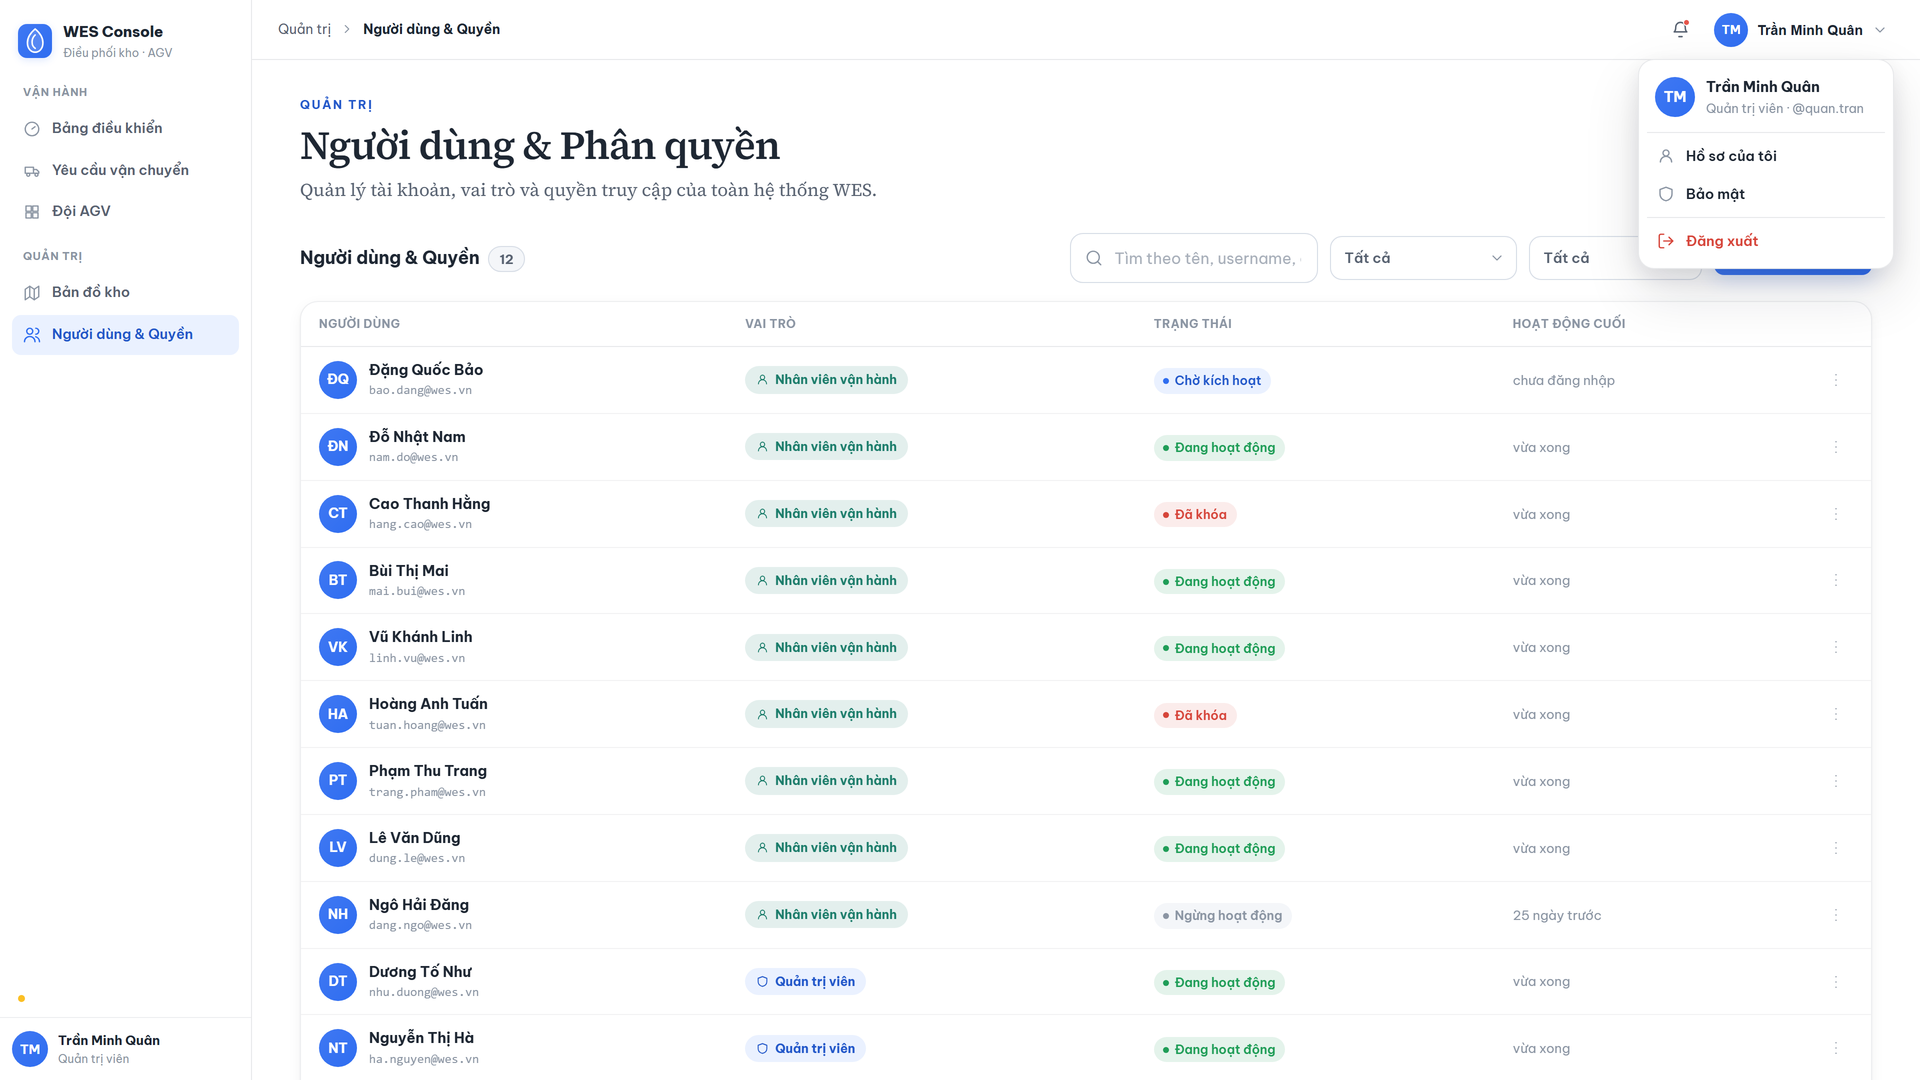 WES Console
Điều phối kho · AGV
VẬN HÀNH
Bảng điều khiển
Yêu cầu vận chuyển
Đội AGV
QUẢN TRỊ
Bản đồ kho
Người dùng & Quyền
TM
Trần Minh Quân
Quản trị viên
Quản trị
Người dùng & Quyền
TM
Trần Minh Quân
TM
Trần Minh Quân
Quản trị viên · @quan.tran
Hồ sơ của tôi
Bảo mật
Đăng xuất
QUẢN TRỊ
Người dùng & Phân quyền
Quản lý tài khoản, vai trò và quyền truy cập của toàn hệ thống WES.
Người dùng & Quyền 12
Tìm theo tên, username,
Tất cả
Tất cả
NGƯỜI DÙNG VAI TRÒ TRẠNG THÁI HOẠT ĐỘNG CUỐI
ĐQ Đặng Quốc Bảo Nhân viên vận hành Chờ kích hoạt chưa đăng nhập
bao.dang@wes.vn
ĐN Đỗ Nhật Nam Nhân viên vận hành Đang hoạt động vừa xong
nam.do@wes.vn
CT Cao Thanh Hằng Nhân viên vận hành Đã khóa vừa xong
hang.cao@wes.vn
BT Bùi Thị Mai Nhân viên vận hành Đang hoạt động vừa xong
mai.bui@wes.vn
VK Vũ Khánh Linh Nhân viên vận hành Đang hoạt động vừa xong
linh.vu@wes.vn
HA Hoàng Anh Tuấn Nhân viên vận hành Đã khóa vừa xong
tuan.hoang@wes.vn
PT Phạm Thu Trang Nhân viên vận hành Đang hoạt động vừa xong
trang.pham@wes.vn
LV Lê Văn Dũng Nhân viên vận hành Đang hoạt động vừa xong
dung.le@wes.vn
NH Ngô Hải Đăng Nhân viên vận hành Ngừng hoạt động 25 ngày trước
dang.ngo@wes.vn
DT Dương Tố Như Quản trị viên Đang hoạt động vừa xong
nhu.duong@wes.vn
NT Nguyễn Thị Hà Quản trị viên Đang hoạt động vừa xong
ha.nguyen@wes.vn